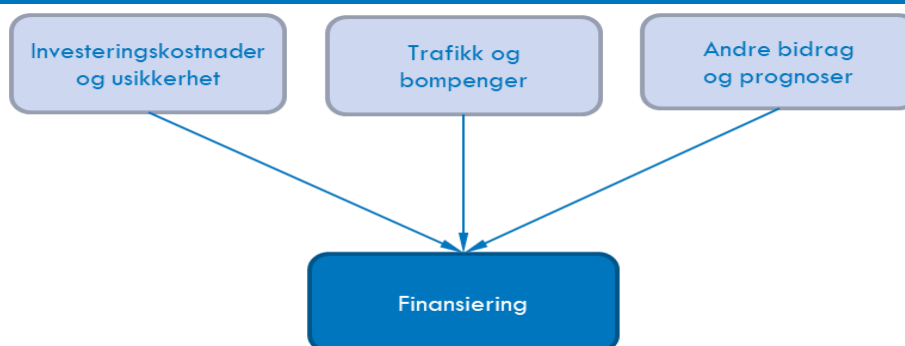 Investeringskostnader
og usikkerhet
Trafikk og
bompenger
Andre bidrag
og prognoser
Finansiering